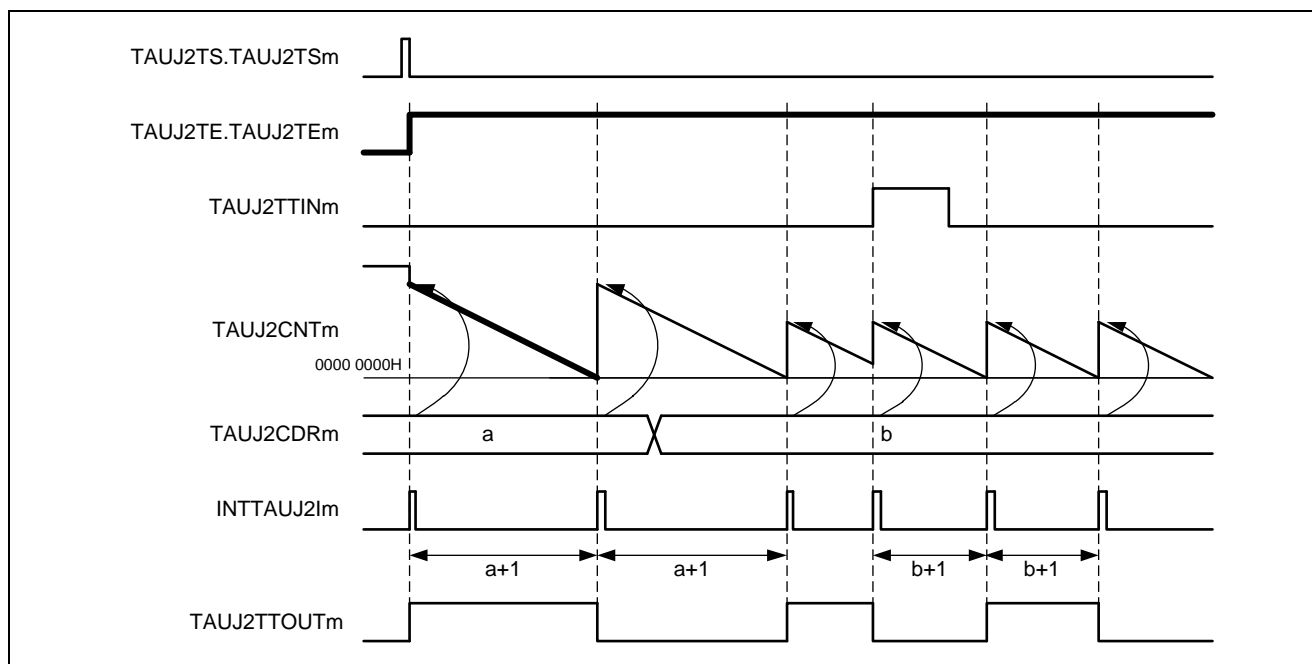 TAUJ2TS.TAUJ2TSm
TAUJ2TE.TAUJ2TEm
TAUJ2TTINm
TAUJ2CNTm
0000 0000H
TAUJ2CDRm
a
b
INTTAUJ2Im
a+1
a+1
b+1
b+1
TAUJ2TTOUTm